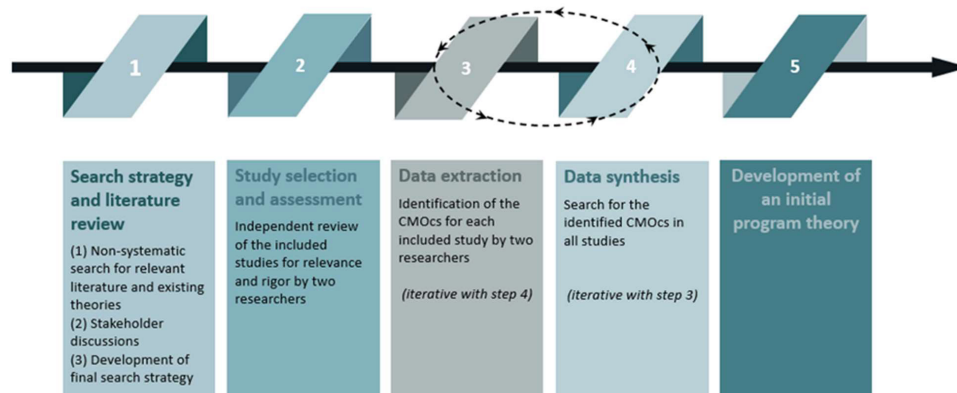 1
2
3
4
5
Search strategy
and literature
review
(1) Non-systematic
search for relevant
literature and existing
theories
(2) Stakeholder
discussions
(3) Development of
final search strategy
Study selection
and assessment
Independent review
of the included
studies for relevance
and rigor by two
researchers
Data extraction
Identification of the
CMOCs for each
included study by two
researchers
(iterative with step 4)
Data synthesis
Search for the
identified CMOCs in
all studies
(iterative with step 3)
Development of
an initial
program theory